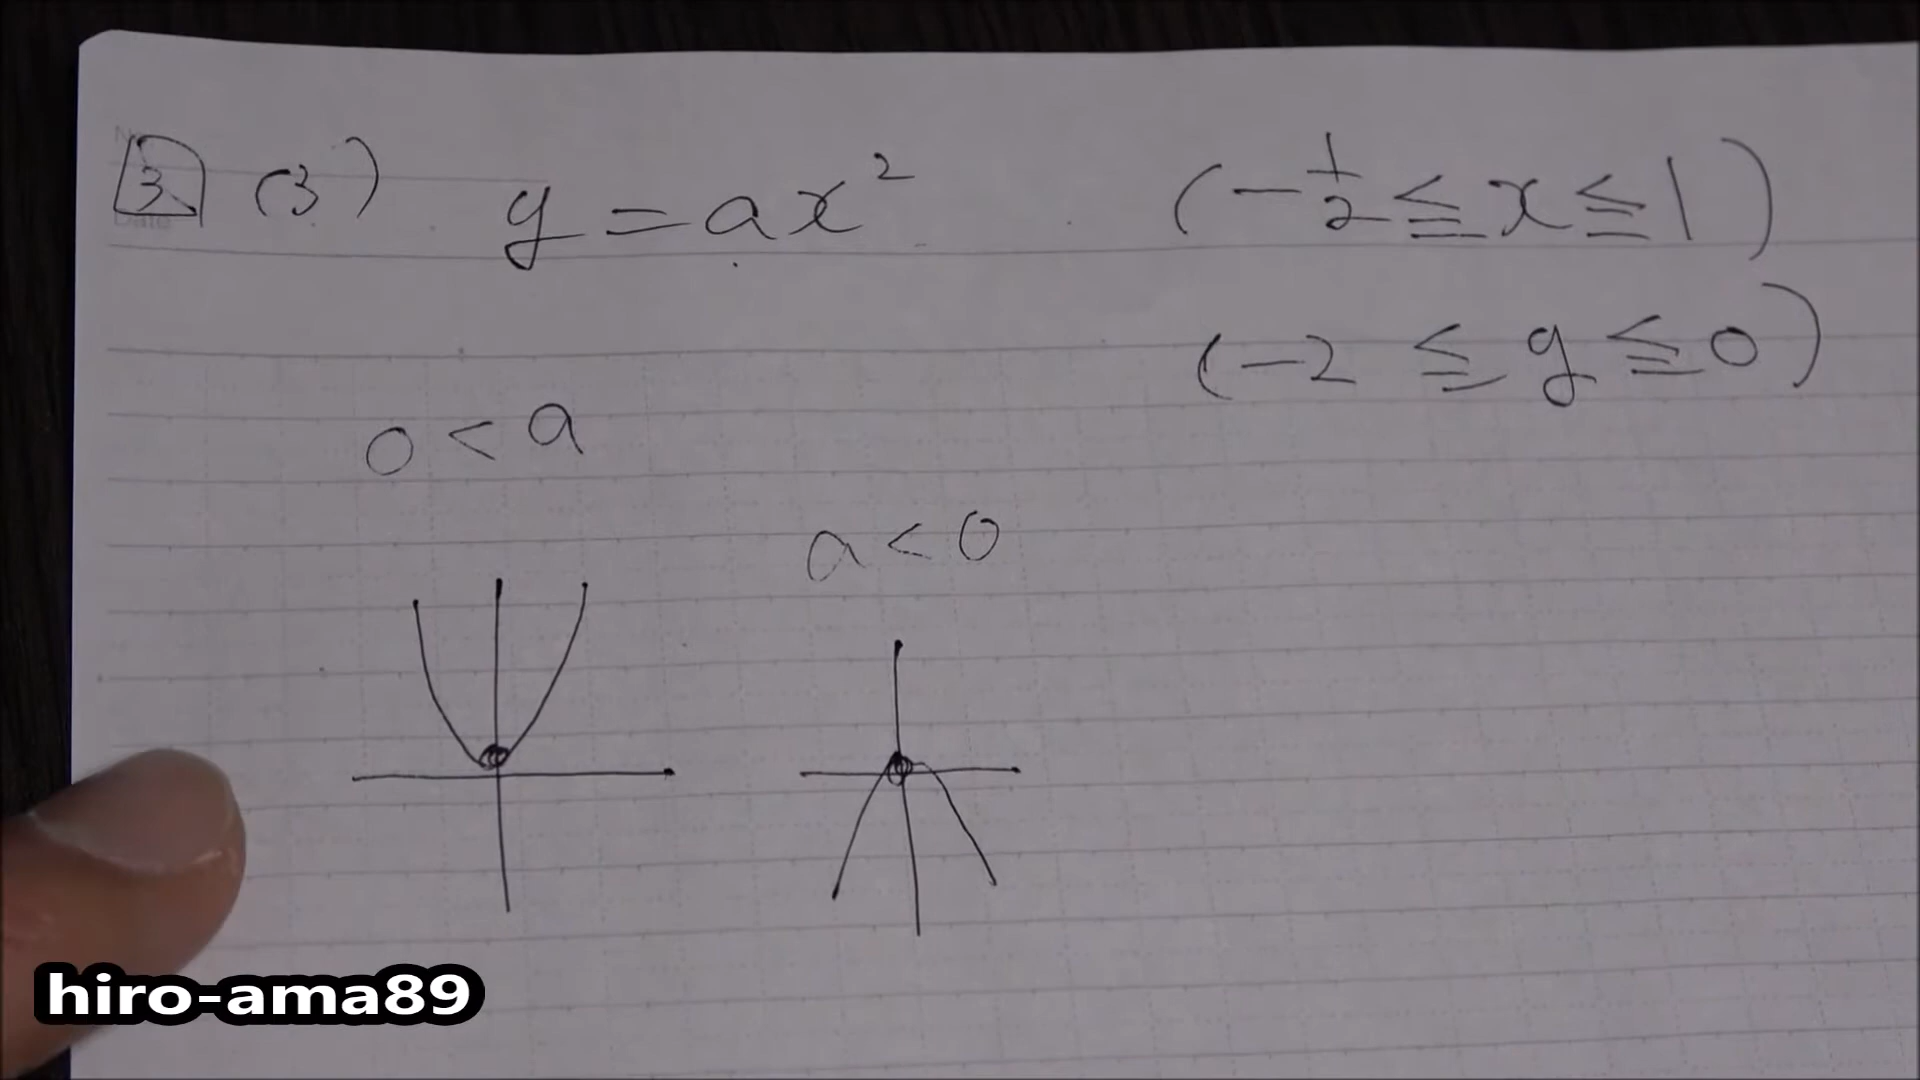 3 (3) y = ax² (-1/2 ≦ x ≦ 1)
(-2 ≦ y ≦ 0)
0 < a
a < 0
hiro-ama89